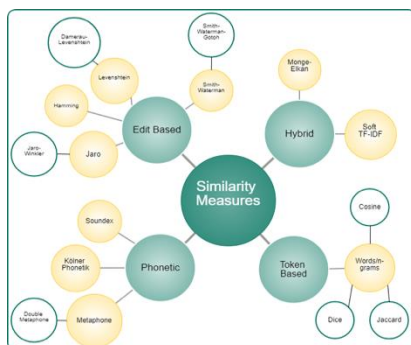 Damerau-
Levenshtein
Smith-
Waterman-
Gotoh
Levenshtein
Smith-
Waterman
Monge-
Elkan
Hamming
Edit Based
Hybrid
Soft
TF-IDF
Jaro-
Winkler
Jaro
Similarity
Measures
Soundex
Cosine
Kölner
Phonetik
Phonetic
Token
Based
Words/n-
grams
Double
Metaphone
Metaphone
Dice
Jaccard